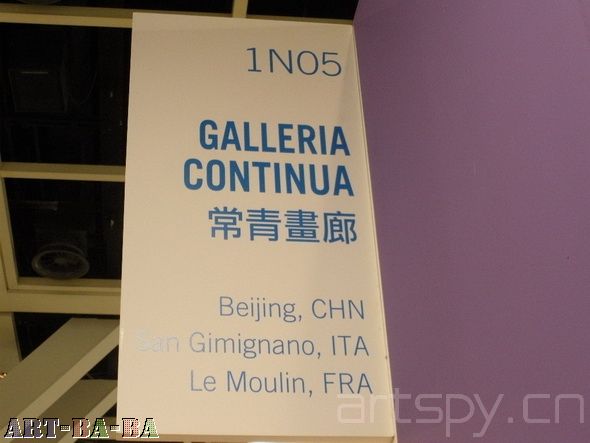 1N05
GALLERIA
CONTINUA
常青畫廊
Beijing, CHN
San Gimignano, ITA
Le Moulin, FRA
artspy.cn
ART-BA-BA